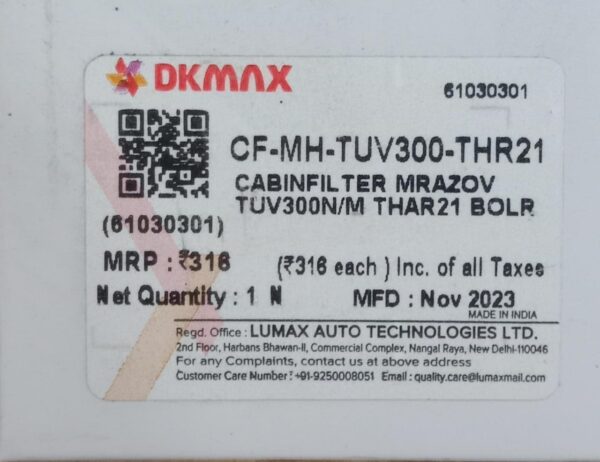 DKMAX
61030301
CF-MH-TUV300-THR21
CABINFILTER MRAZOV
TUV300N/M THAR21 BOLR
(61030301)
MRP : ₹316 (₹316 each ) Inc. of all Taxes
Net Quantity : 1 N MFD : Nov 2023
MADE IN INDIA
Regd. Office : LUMAX AUTO TECHNOLOGIES LTD.
2nd Floor, Harbans Bhawan-II, Commercial Complex, Nangal Raya, New Delhi-110046
For any Complaints, contact us at above address
Customer Care Number : +91-9250008051 Email : quality.care@lumaxmail.com